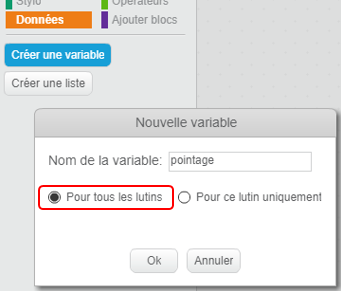 Stylo
Opérateurs
Données
Ajouter blocs
Créer une variable
Créer une liste
Nouvelle variable
Nom de la variable: pointage
Pour tous les lutins
Pour ce lutin uniquement
Ok
Annuler